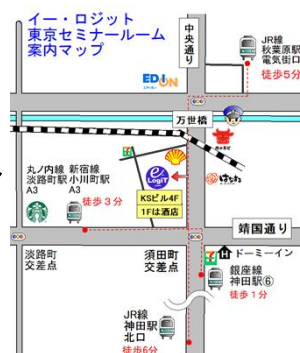 イー・ロジット
東京セミナールーム
案内マップ
中央通り
JR線
秋葉原駅
電気街口
徒歩5分
EDION
万世橋
丸ノ内線
淡路町駅
A3
新宿線
小川町駅
A3
徒歩3分
e
LogiT
KSビル4F
1Fは酒店
靖国通り
淡路町
交差点
須田町
交差点
ドーミーイン
銀座線
神田駅⑥
徒歩1分
JR線
神田駅
北口
徒歩6分